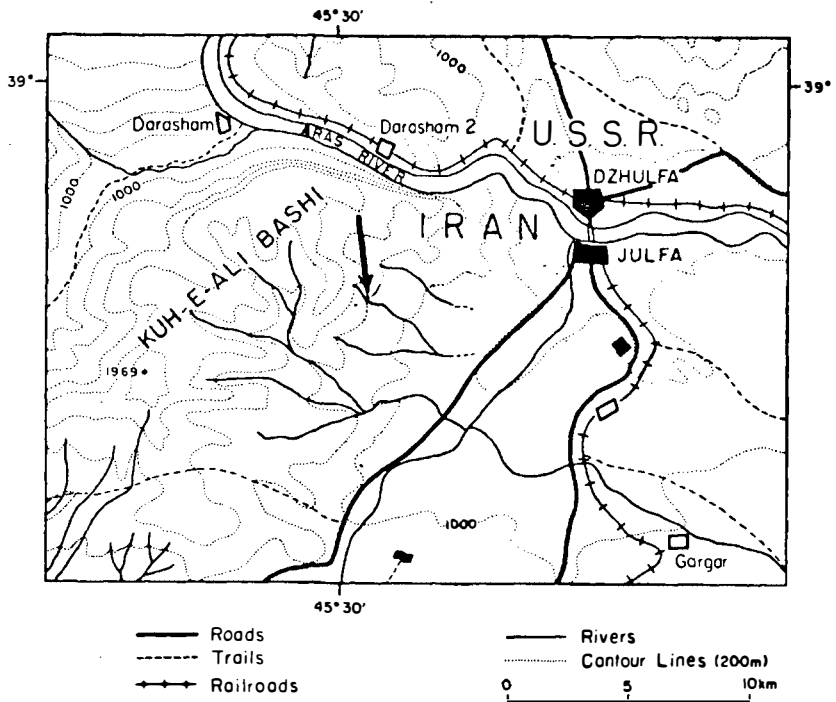 45° 30'
39°
39°
1000
Darasham
Darasham 2
U.S.S.R.
ARAS RIVER
DZHULFA
1000
1000
IRAN
JULFA
KUH-E-ALI BASHI
1969
1000
Gargar
45° 30'
Roads
Trails
Railroads
Rivers
Contour Lines (200m)
0 5 10km